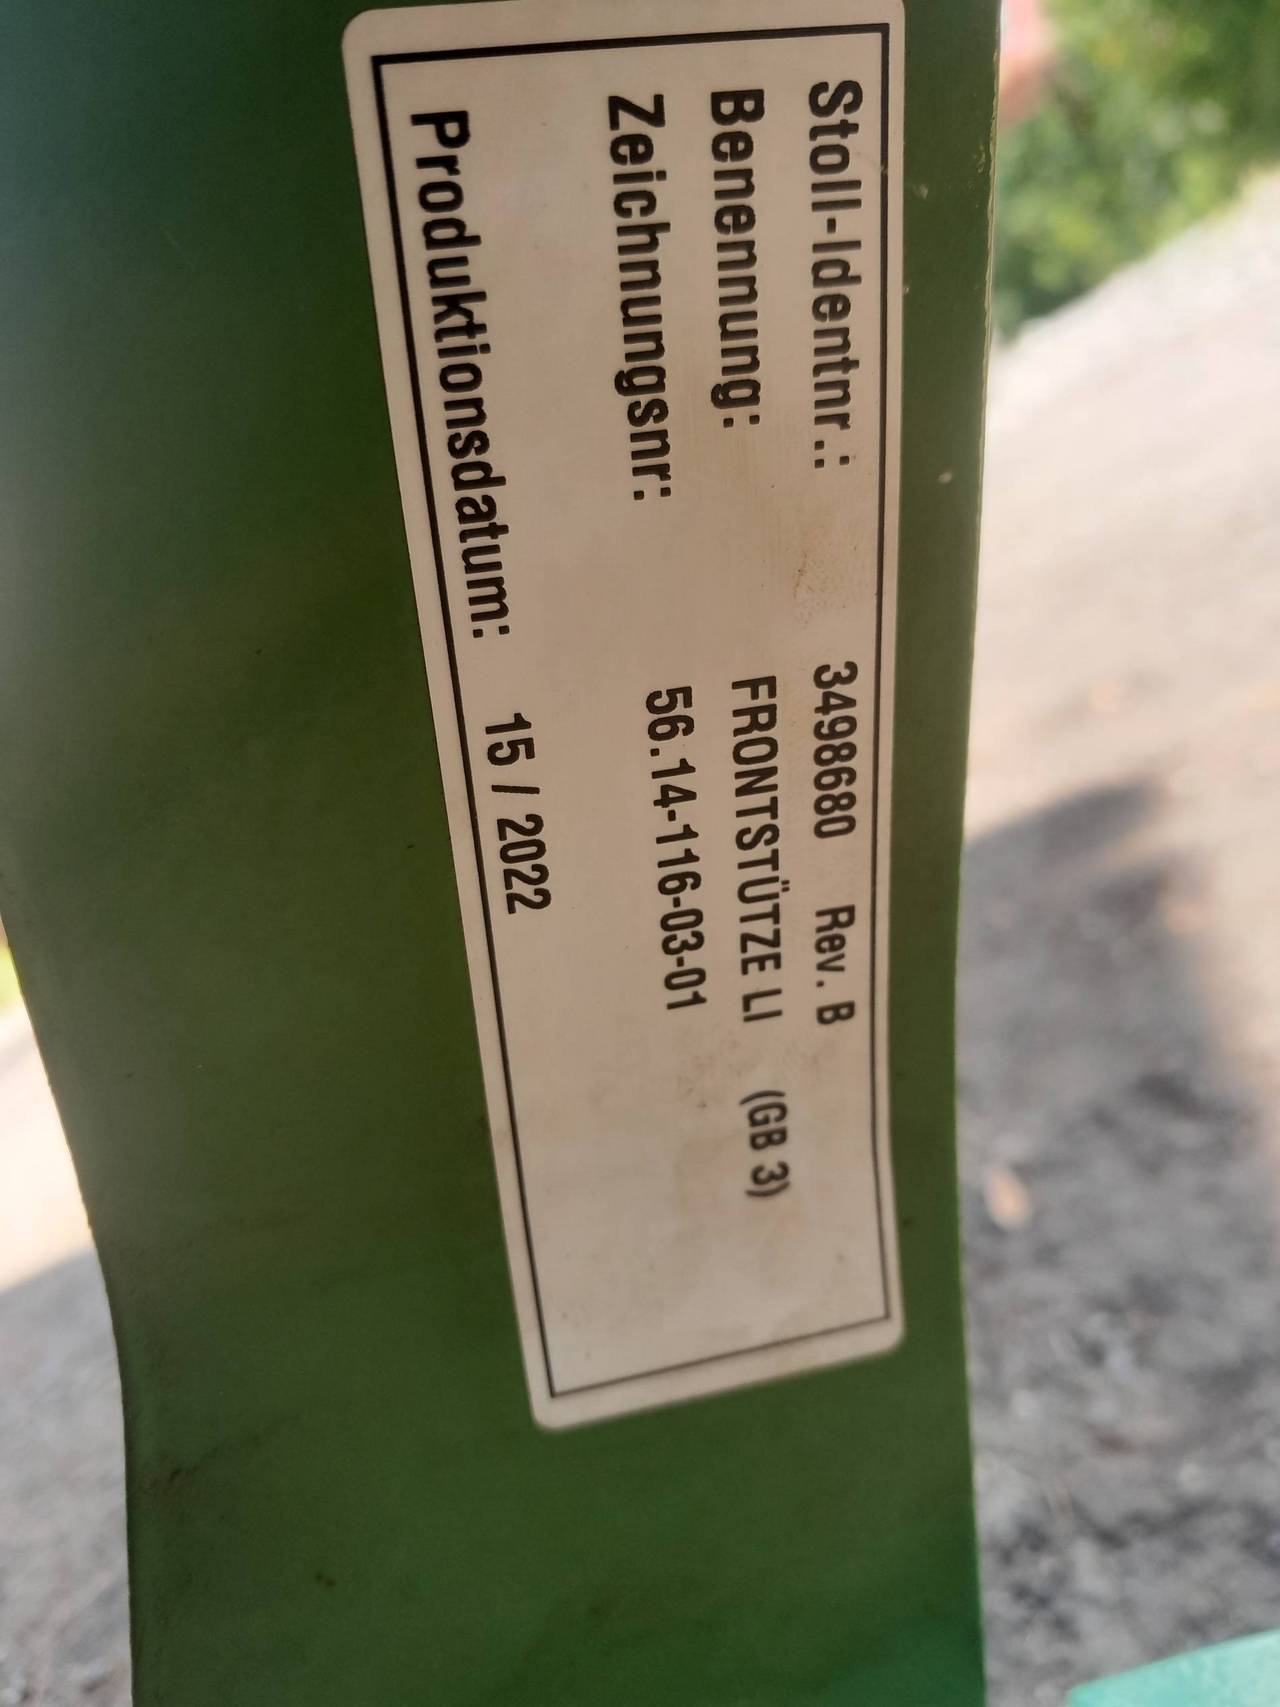 Stoll-Identnr.: 3498680 Rev. B
Benennung: FRONTSTÜTZE LI (GB 3)
Zeichnungsnr: 56.14-116-03-01
Produktionsdatum: 15 / 2022